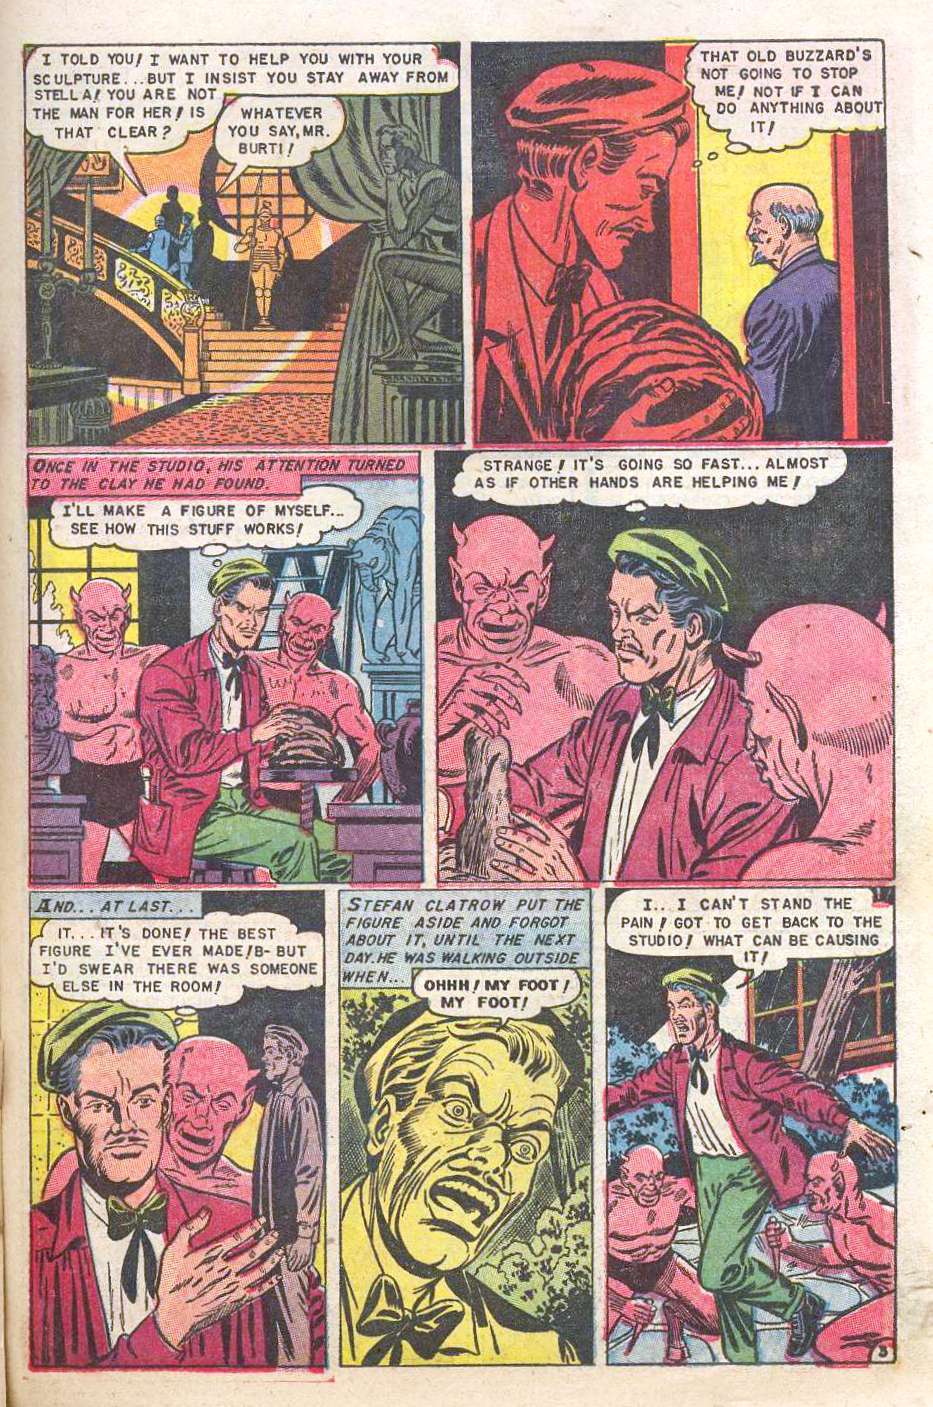 I TOLD YOU! I WANT TO HELP YOU WITH YOUR
SCULPTURE...BUT I INSIST YOU STAY AWAY FROM
STELLA! YOU ARE NOT
THE MAN FOR HER! IS
THAT CLEAR?
WHATEVER
YOU SAY, MR.
BURTI!
THAT OLD BUZZARD'S
NOT GOING TO STOP
ME! NOT IF I CAN
DO ANYTHING ABOUT
IT!
ONCE IN THE STUDIO, HIS ATTENTION TURNED
TO THE CLAY HE HAD FOUND.
I'LL MAKE A FIGURE OF MYSELF...
SEE HOW THIS STUFF WORKS!
STRANGE! IT'S GOING SO FAST...ALMOST
AS IF OTHER HANDS ARE HELPING ME!
AND... AT LAST...
IT... IT'S DONE! THE BEST
FIGURE I'VE EVER MADE! B- BUT
I'D SWEAR THERE WAS SOMEONE
ELSE IN THE ROOM!
STEFAN CLATROW PUT THE
FIGURE ASIDE AND FORGOT
ABOUT IT, UNTIL THE NEXT
DAY. HE WAS WALKING OUTSIDE
WHEN...
OHHH! MY FOOT!
MY FOOT!
I... I CAN'T STAND THE
PAIN! GOT TO GET BACK TO THE
STUDIO! WHAT CAN BE CAUSING
IT!
3